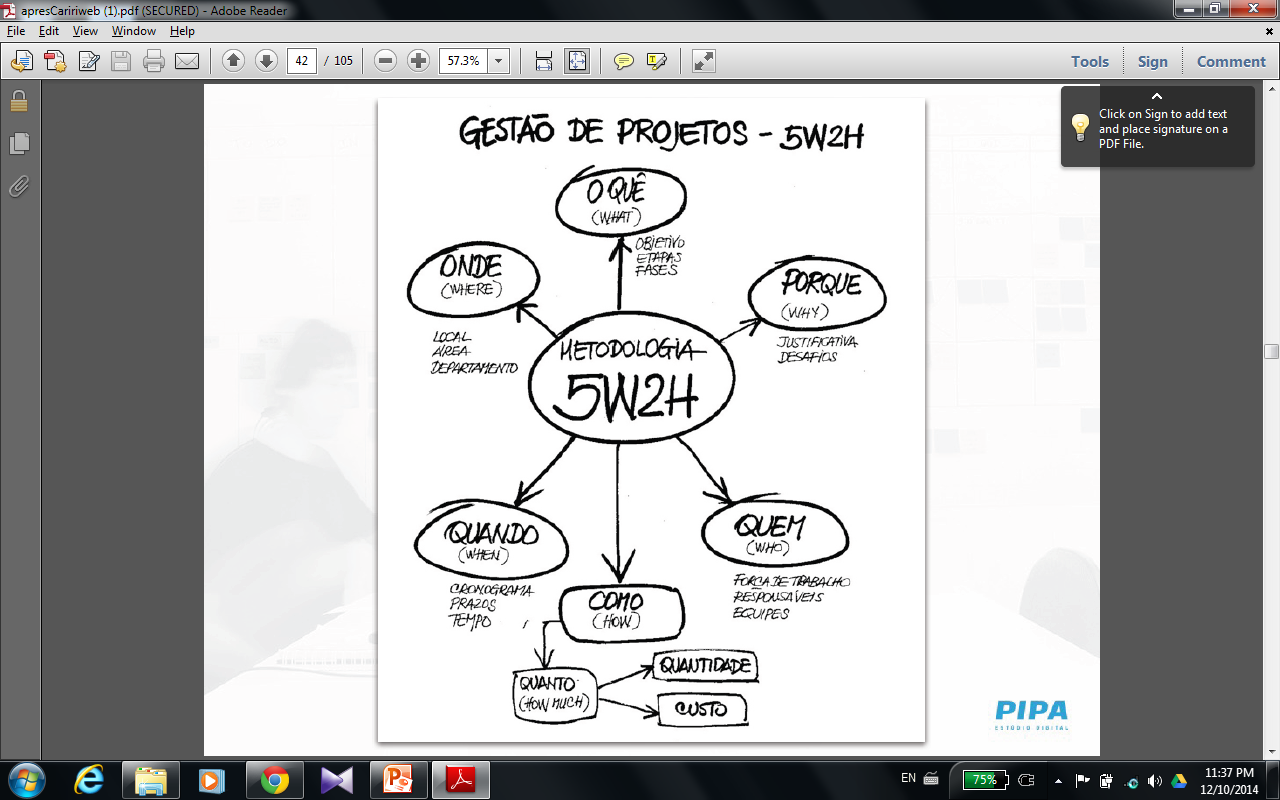 apresCaririweb (1).pdf (SECURED) - Adobe Reader
File Edit View Window Help
42 / 105
57.3%
Tools Sign Comment
Click on Sign to add text
and place signature on a
PDF File.
GESTÃO DE PROJETOS - 5W2H
O QUÊ
(WHAT)
OBJETIVO
ETAPAS
FASES
ONDE
(WHERE)
LOCAL
ÁREA
DEPARTAMENTO
PORQUE
(WHY)
JUSTIFICATIVA
DESAFIOS
METODOLOGIA
5W2H
QUANDO
(WHEN)
CRONOGRAMA
PRAZOS
TEMPO
QUEM
(WHO)
FORÇA DE TRABALHO
RESPONSÁVEIS
EQUIPES
COMO
(HOW)
QUANTO
(HOW MUCH)
QUANTIDADE
CUSTO
PIPA
ESTÚDIO DIGITAL
EN
75%
11:37 PM
12/10/2014